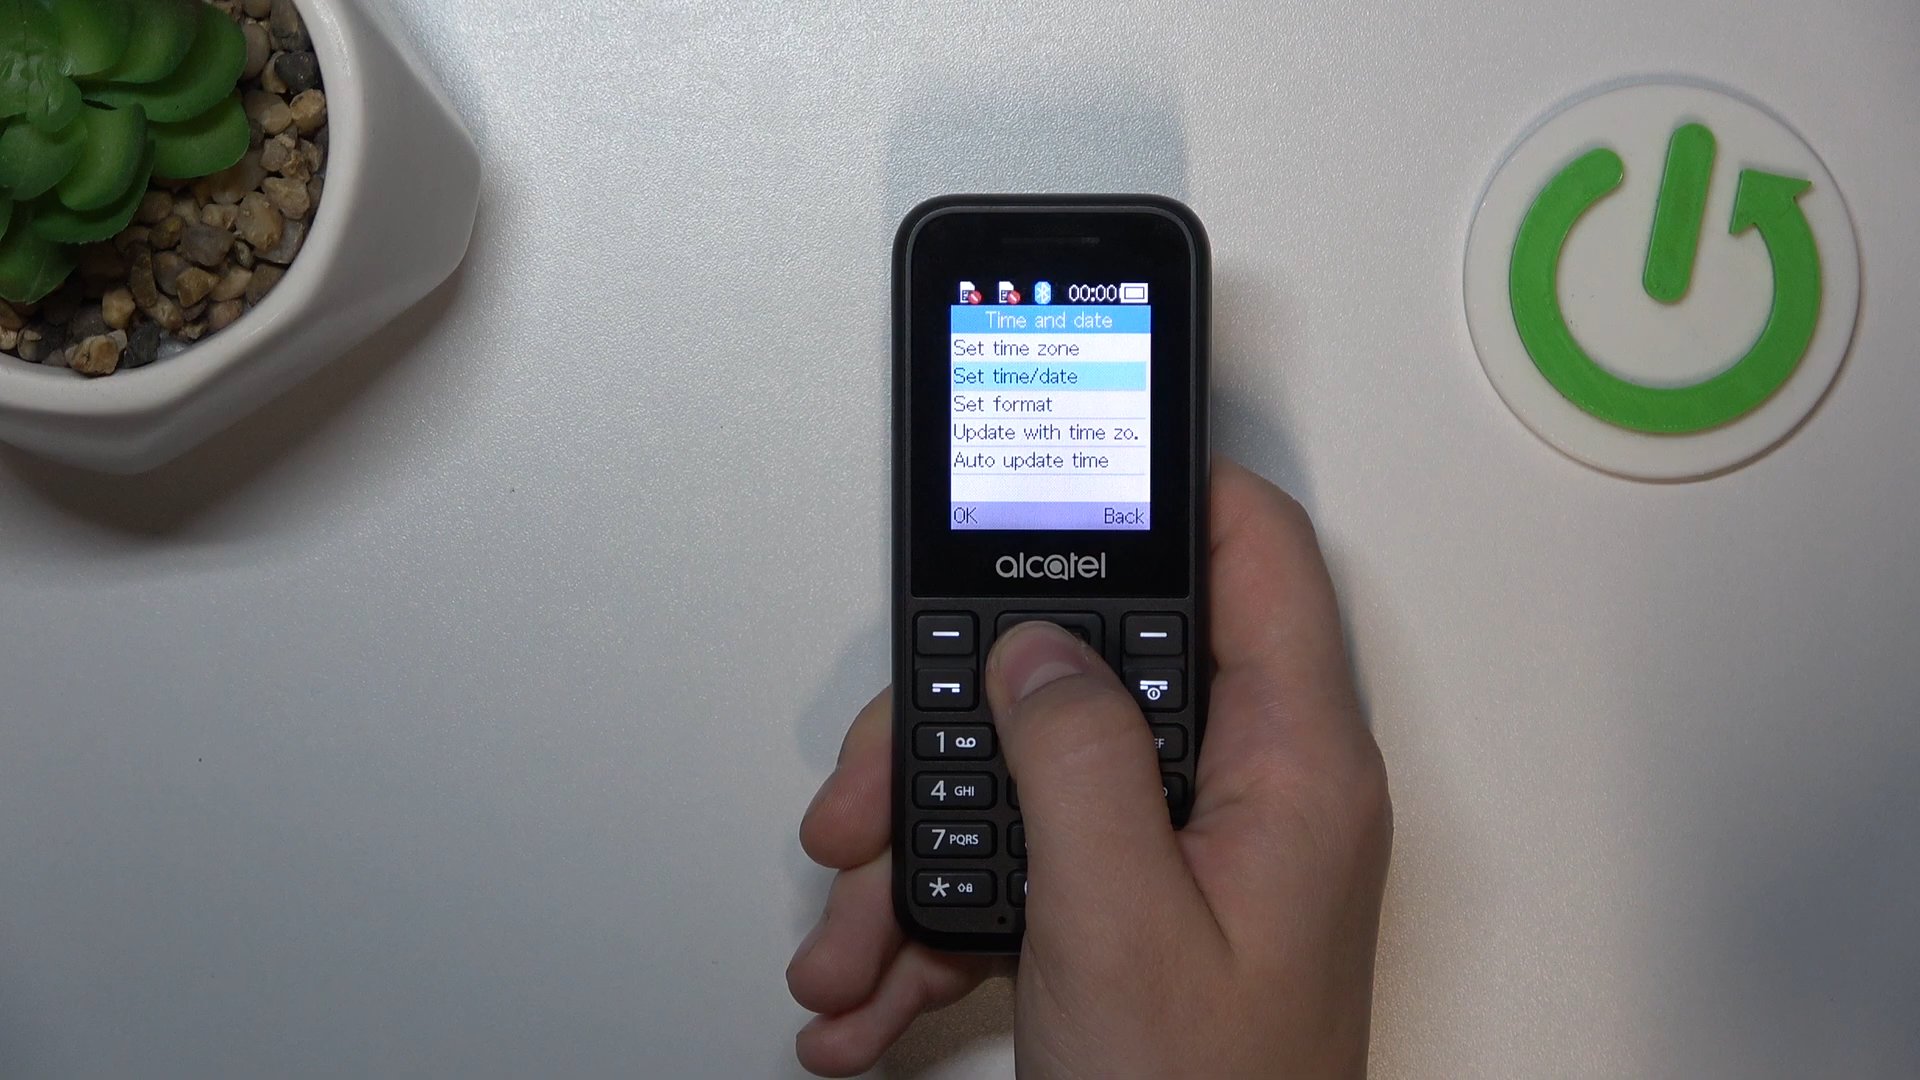 00:00
Time and date
Set time zone
Set time/date
Set format
Update with time zo.
Auto update time
OK Back
alcatel
1
4 GHI
7 PQRS
*